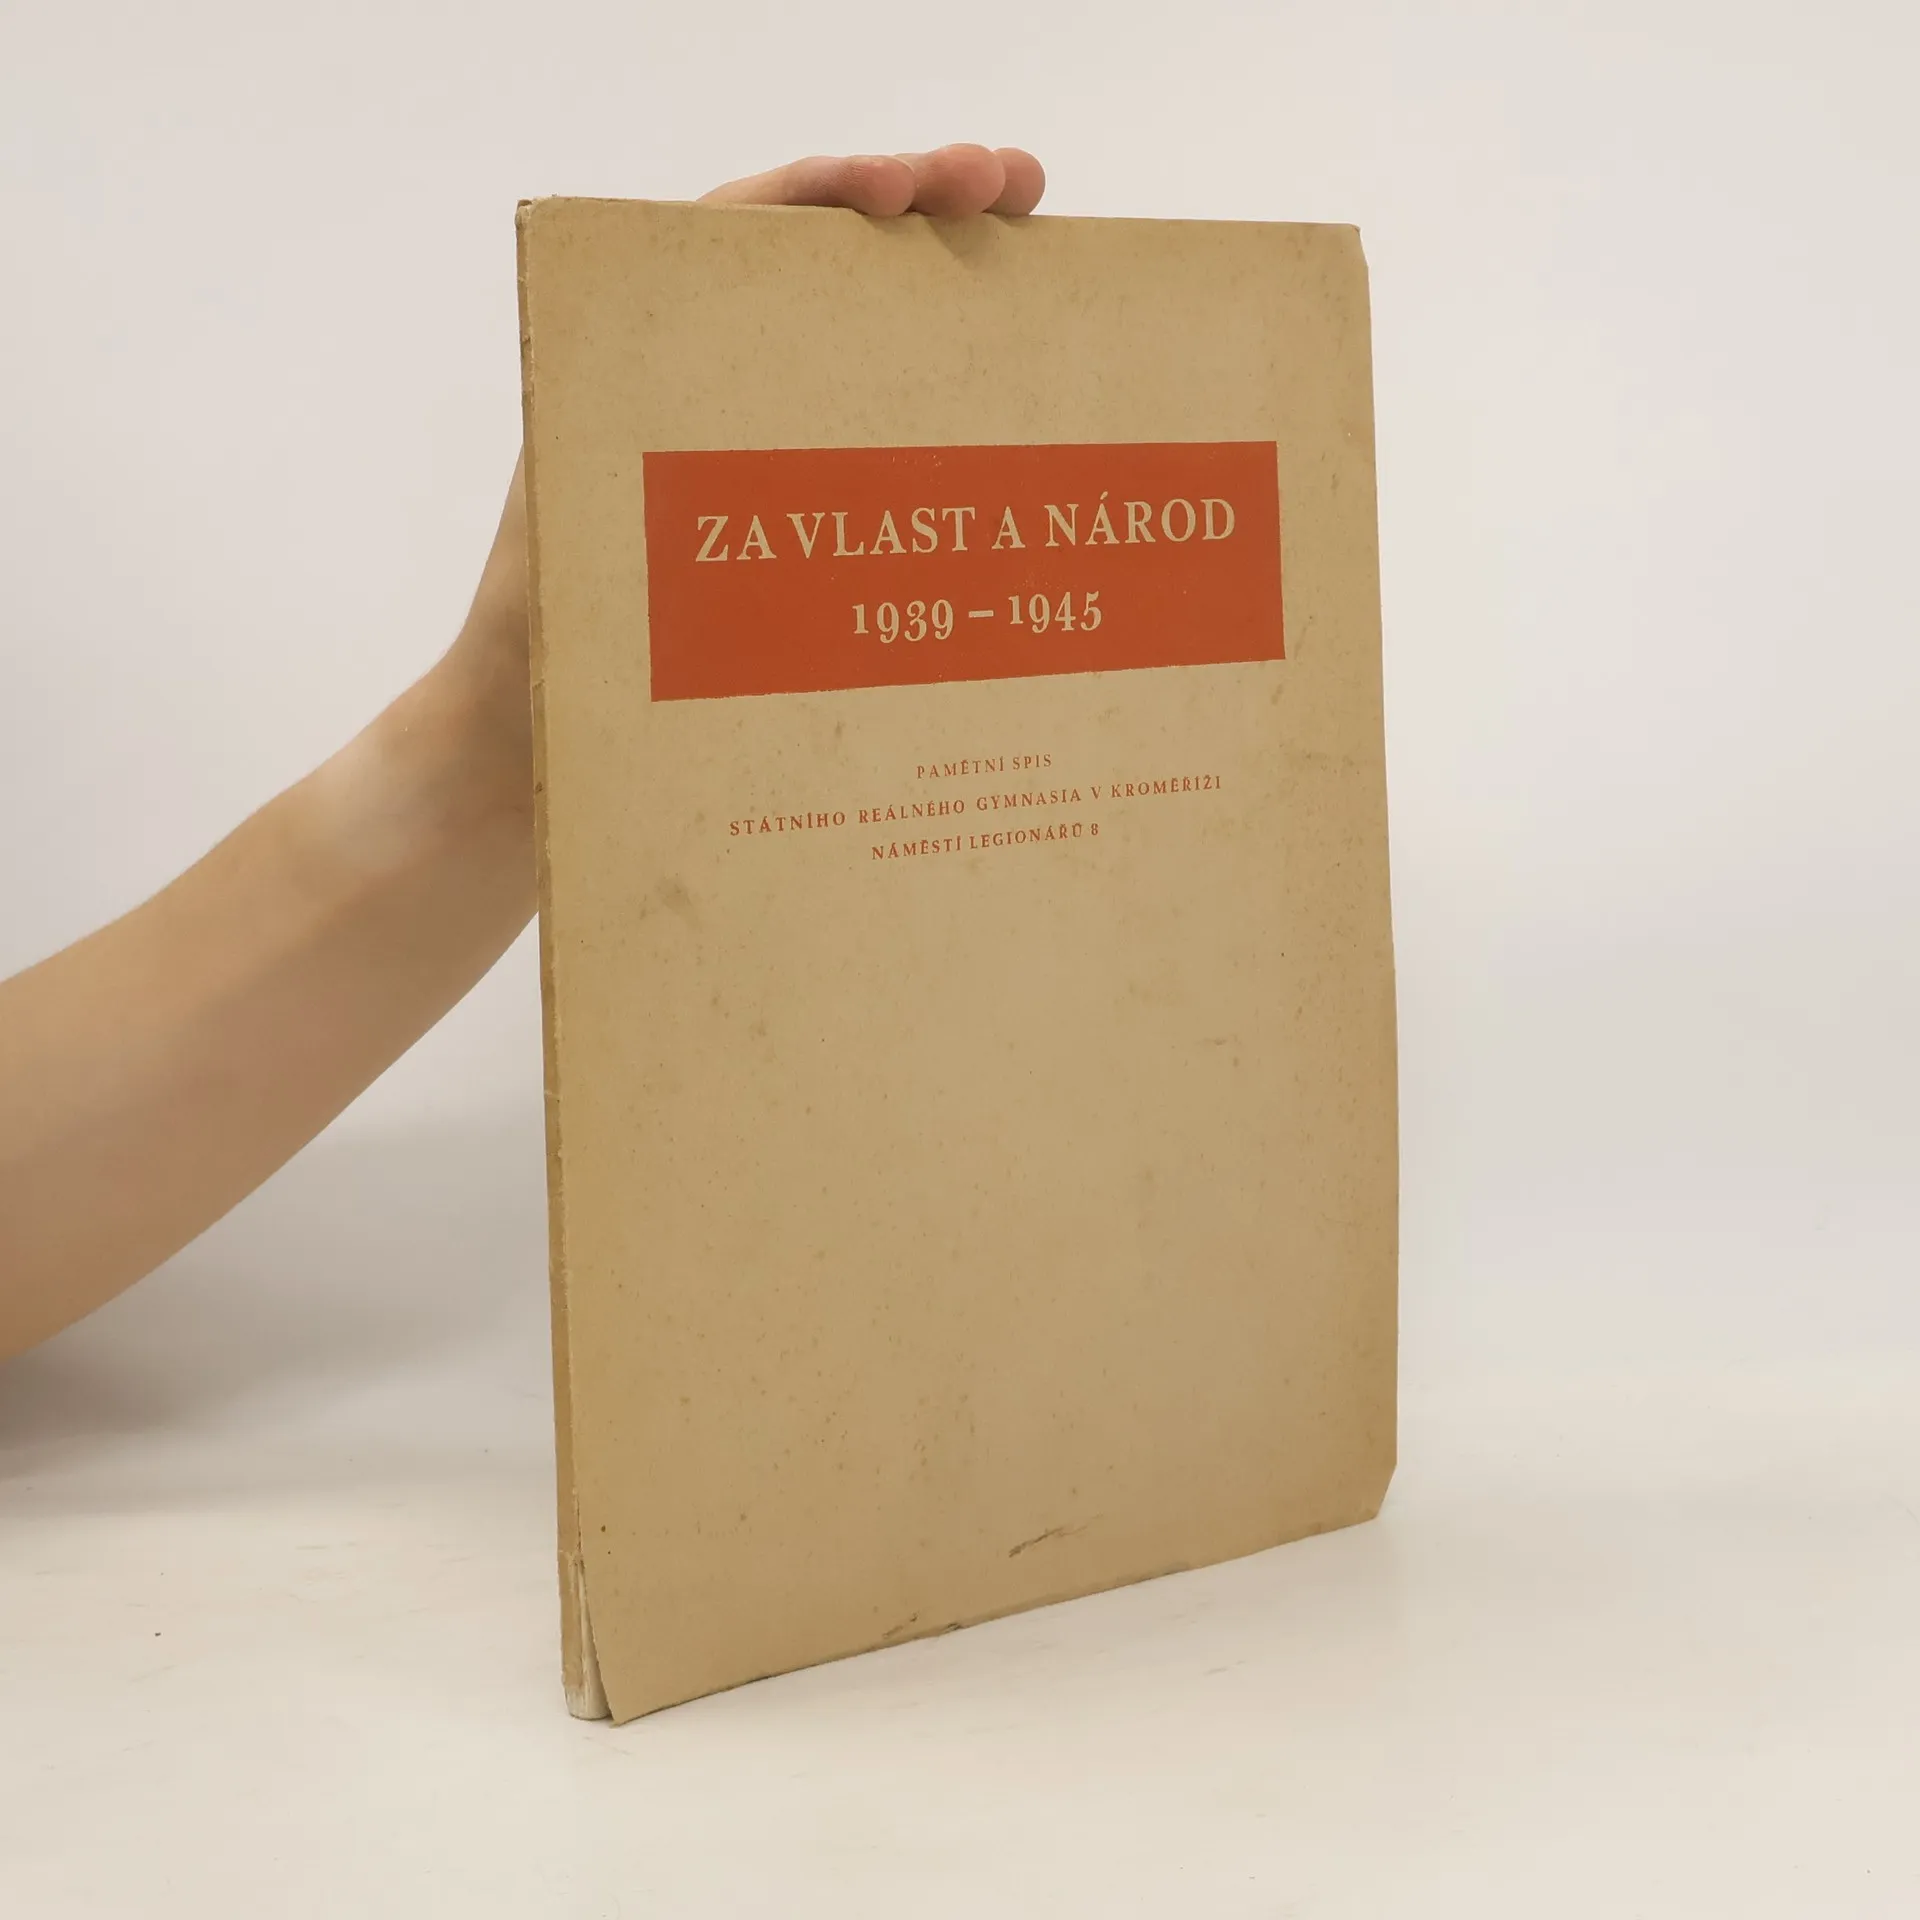 ZA VLAST A NÁROD
1939 – 1945
PAMĚTNÍ SPIS
STÁTNÍHO REÁLNÉHO GYMNASIA V KROMĚŘÍŽI
NÁMĚSTÍ LEGIONÁŘŮ 8